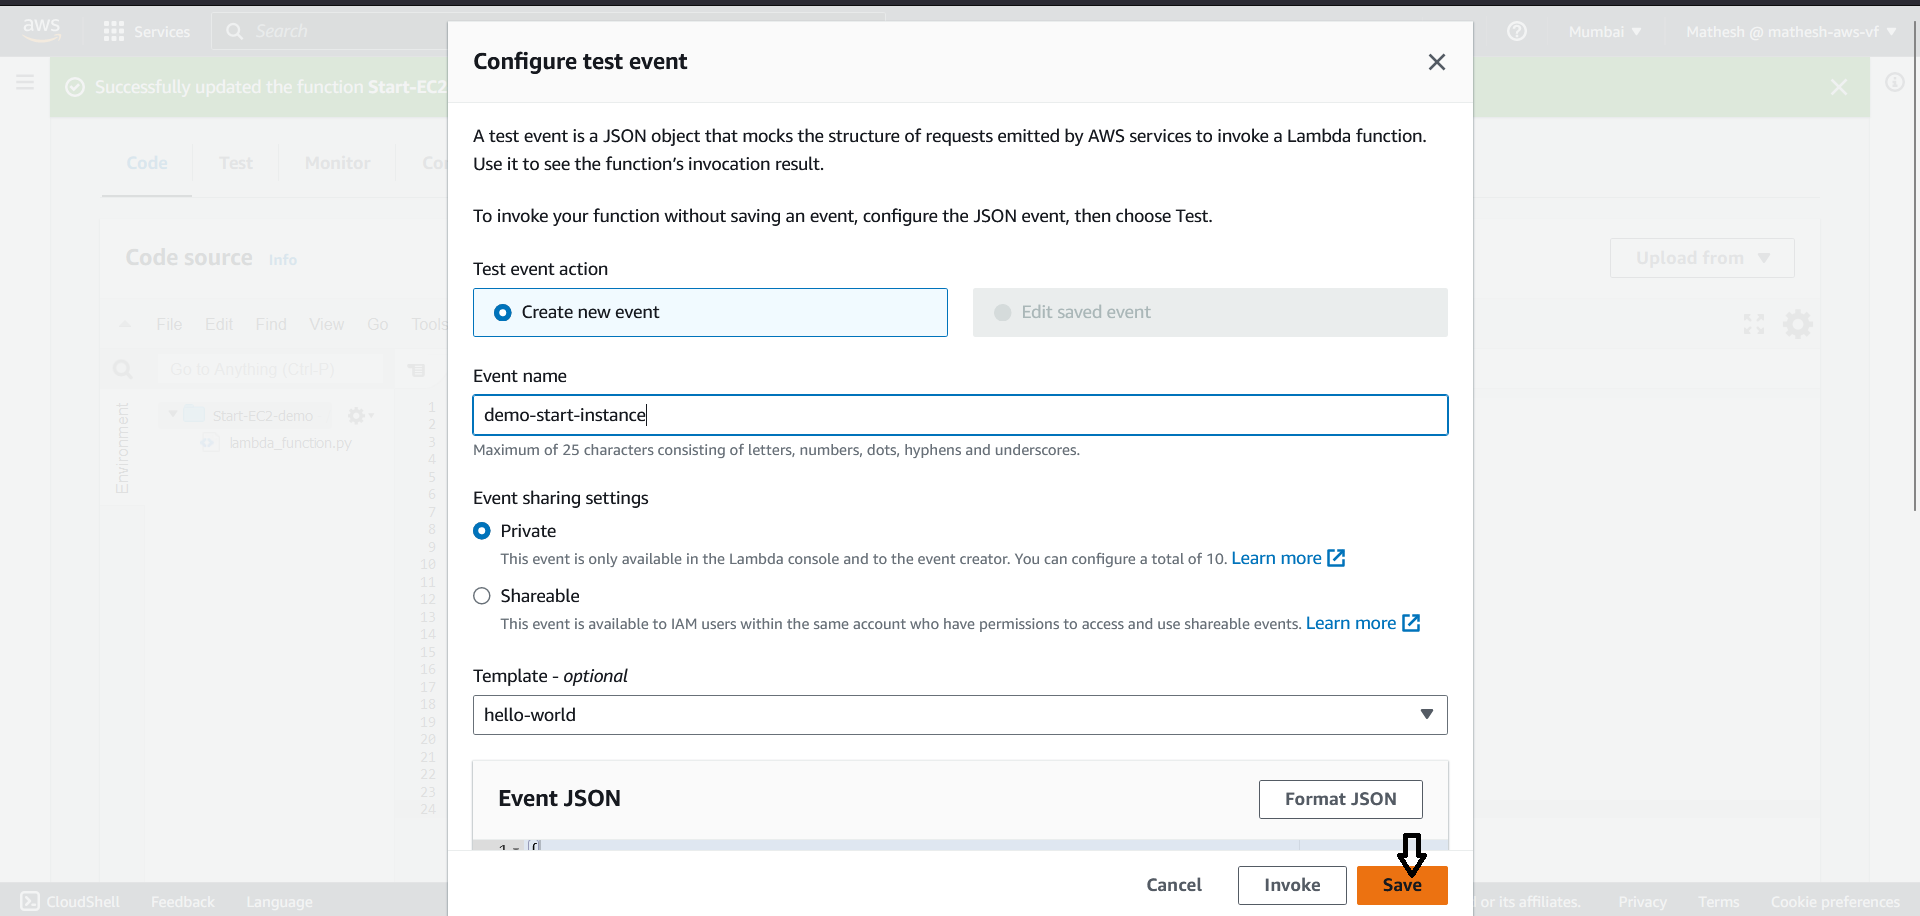 aws
Services
Search
Mumbai
Mathesh @ mathesh-aws-vf
Successfully updated the function Start-EC2
Code
Test
Monitor
Co
Code source
Info
Upload from
File
Edit
Find
View
Go
Tools
Go to Anything (Ctrl-P)
Environment
Start-EC2-demo
lambda_function.py
1
2
3
4
5
6
7
8
9
10
11
12
13
14
15
16
17
18
19
20
21
22
23
24
Configure test event
A test event is a JSON object that mocks the structure of requests emitted by AWS services to invoke a Lambda function.
Use it to see the function's invocation result.
To invoke your function without saving an event, configure the JSON event, then choose Test.
Test event action
Create new event
Edit saved event
Event name
demo-start-instance
Maximum of 25 characters consisting of letters, numbers, dots, hyphens and underscores.
Event sharing settings
Private
This event is only available in the Lambda console and to the event creator. You can configure a total of 10. Learn more
Shareable
This event is available to IAM users within the same account who have permissions to access and use shareable events. Learn more
Template - optional
hello-world
Event JSON
Format JSON
1 {
Cancel
Invoke
Save
CloudShell
Feedback
Language
or its affiliates.
Privacy
Terms
Cookie preferences